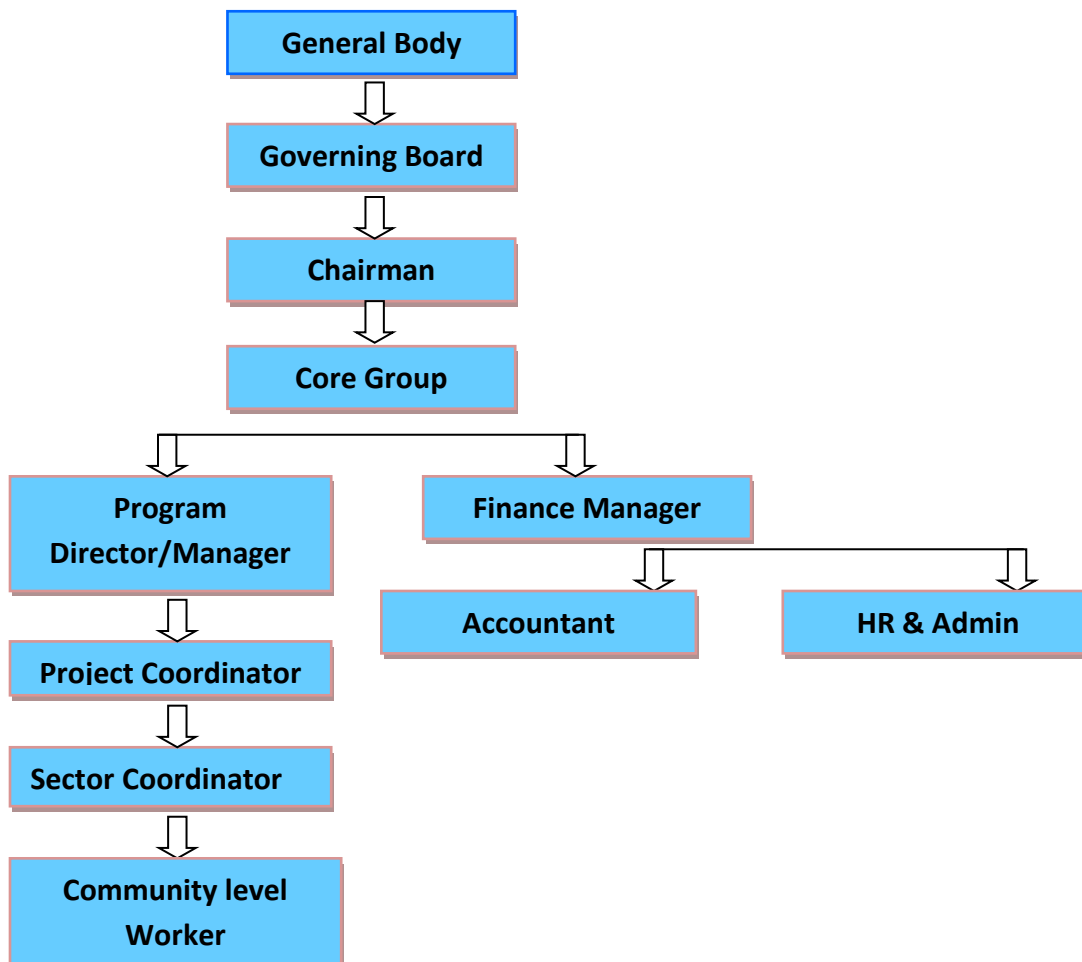 General Body
Governing Board
Chairman
Core Group
Program
Director/Manager
Finance Manager
Accountant
HR & Admin
Project Coordinator
Sector Coordinator
Community level
Worker